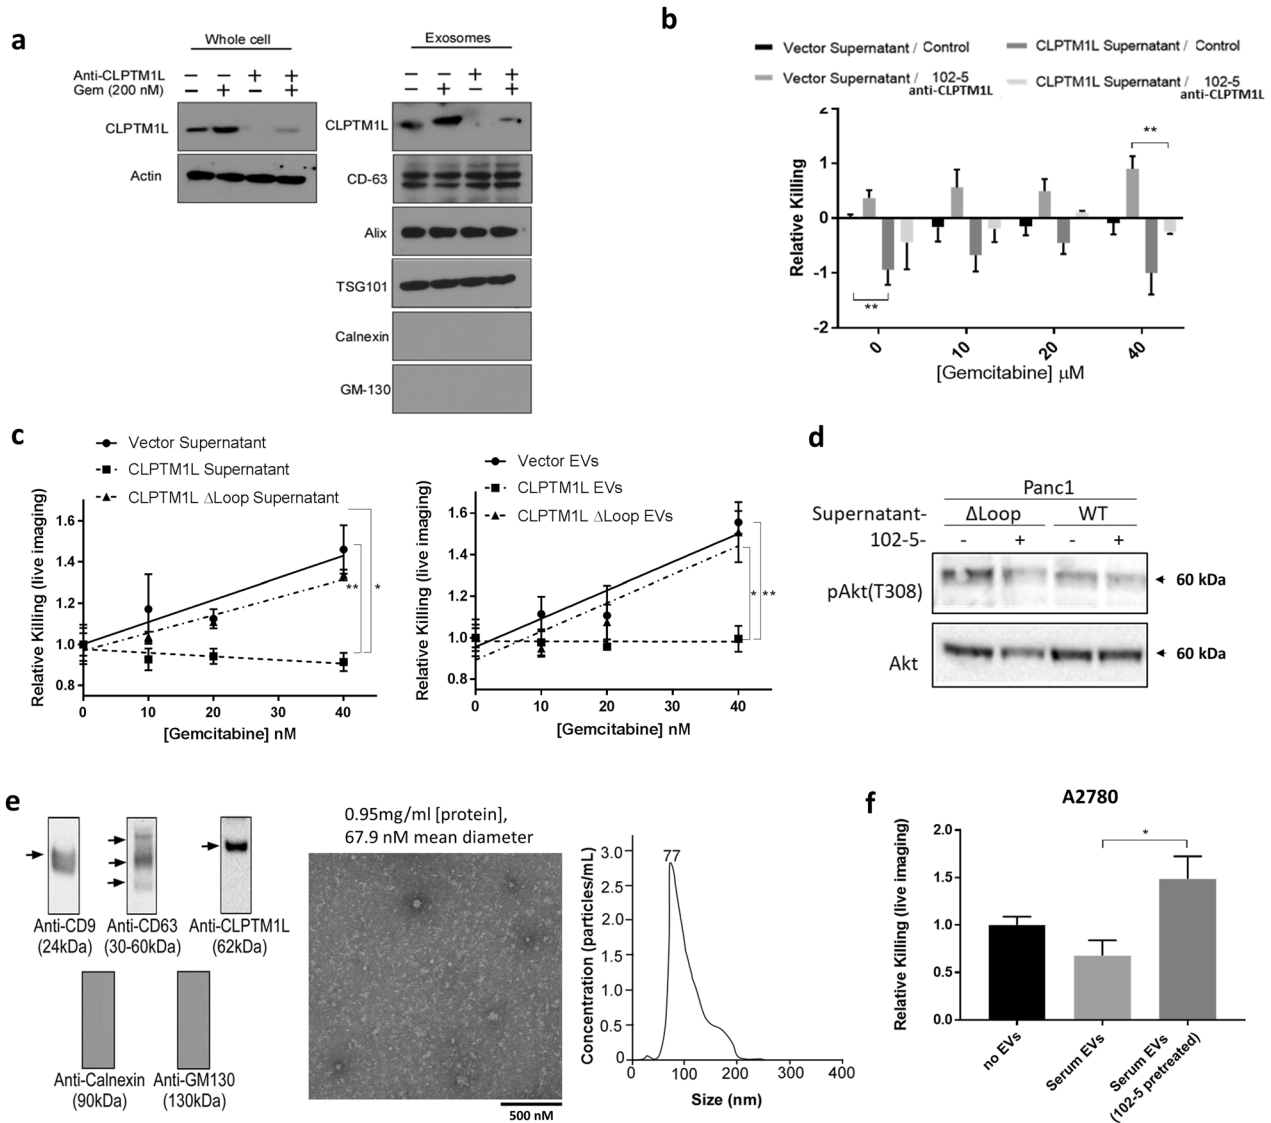 a
Whole cell
Exosomes
Anti-CLPTM1L − − + +
Gem (200 nM) − + − +
− − + +
− + − +
CLPTM1L
CLPTM1L
Actin
CD-63
Alix
TSG101
Calnexin
GM-130
b
Vector Supernatant / Control
CLPTM1L Supernatant / Control
Vector Supernatant / 102-5
anti-CLPTM1L
CLPTM1L Supernatant / 102-5
anti-CLPTM1L
Relative Killing
2
1
0
-1
-2
**
**
0
10
20
40
[Gemcitabine] µM
c
Vector Supernatant
CLPTM1L Supernatant
CLPTM1L ΔLoop Supernatant
Relative Killing (live imaging)
1.6
1.4
1.2
1.0
0.8
** *
0 10 20 30 40
[Gemcitabine] nM
Vector EVs
CLPTM1L EVs
CLPTM1L ΔLoop EVs
Relative Killing (live imaging)
1.6
1.4
1.2
1.0
0.8
* **
0 10 20 30 40
[Gemcitabine] nM
d
Panc1
Supernatant- ΔLoop WT
102-5- - + - +
pAkt(T308)
60 kDa
Akt
60 kDa
e
Anti-CD9
(24kDa)
Anti-CD63
(30-60kDa)
Anti-CLPTM1L
(62kDa)
Anti-Calnexin
(90kDa)
Anti-GM130
(130kDa)
0.95mg/ml [protein],
67.9 nM mean diameter
500 nM
Concentration (particles/mL)
3.0
2.5
2.0
1.5
1.0
0.5
0
77
0 100 200 300 400
Size (nm)
f
A2780
Relative Killing (live imaging)
2.0
1.5
1.0
0.5
0.0
*
no EVs
Serum EVs
Serum EVs
(102-5 pretreated)